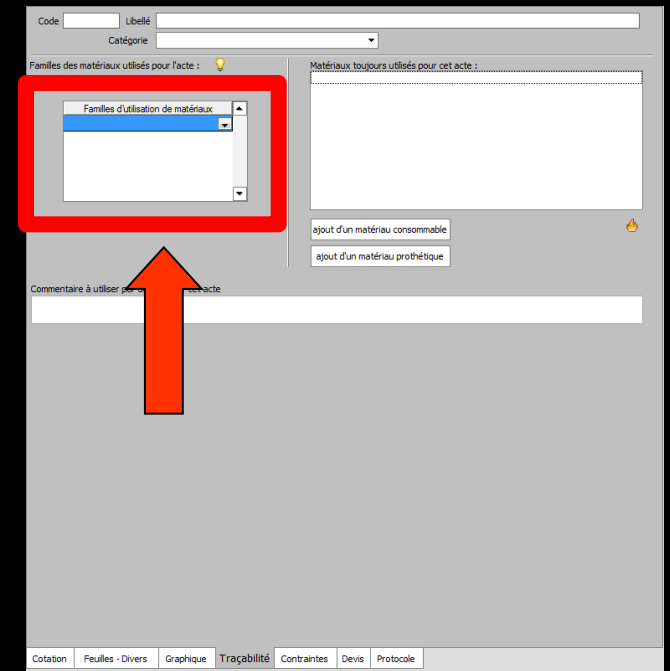 Code Libellé
Catégorie
Familles des matériaux utilisés pour l'acte :
Familles d'utilisation de matériaux
Matériaux toujours utilisés pour cet acte :
ajout d'un matériau consommable
ajout d'un matériau prothétique
Commentaire à utiliser par cet acte
Cotation Feuilles - Divers Graphique Traçabilité Contraintes Devis Protocole